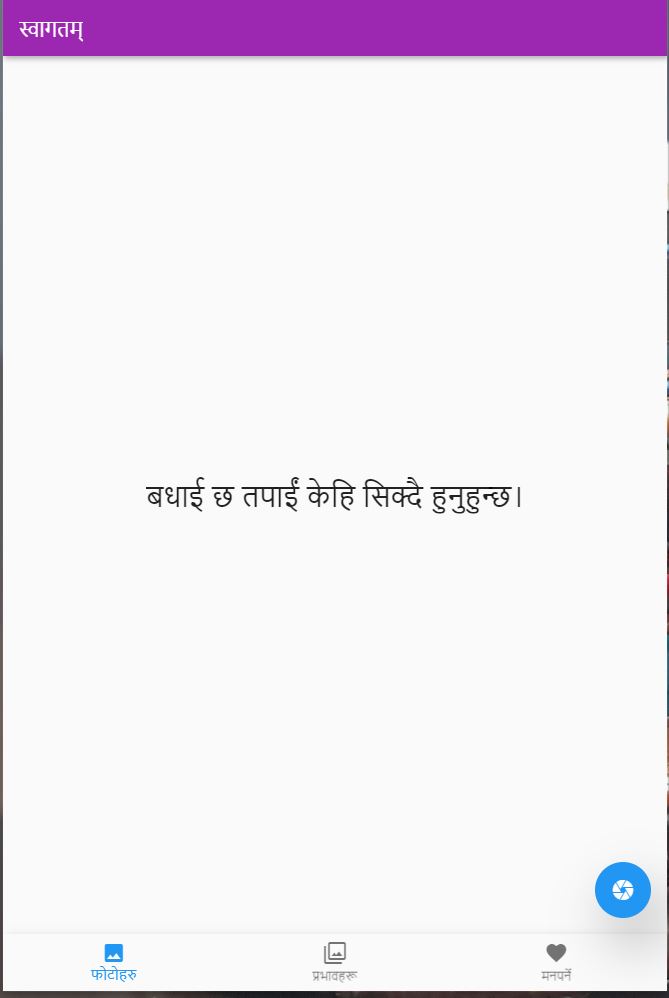 स्वागतम्
बधाई छ तपाईं केहि सिक्दै हुनुहुन्छ।
फोटोहरु
प्रभावहरू
मनपर्ने